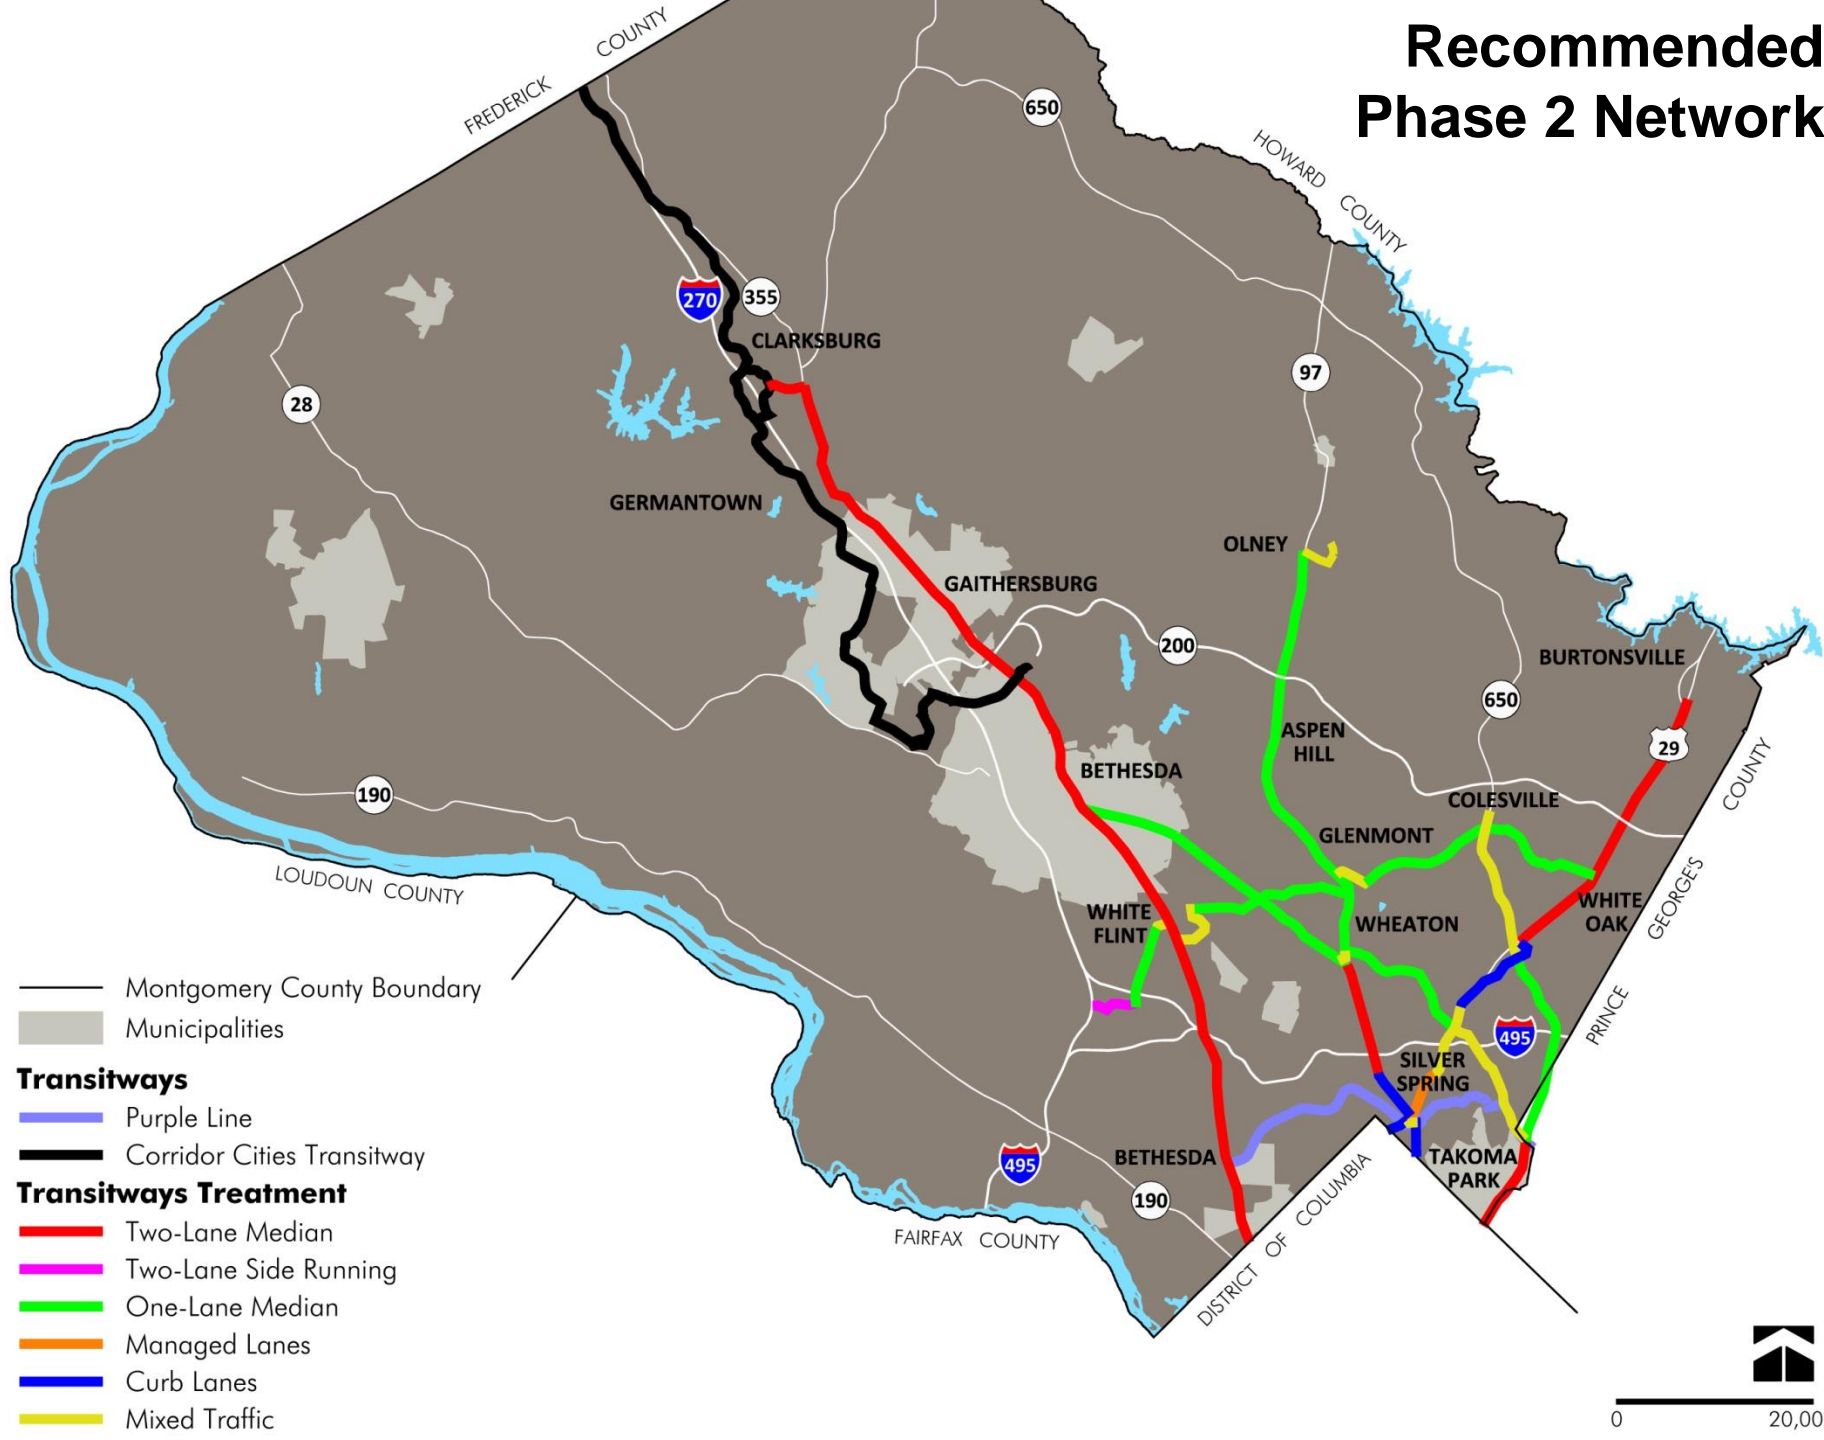 Recommended
Phase 2 Network
FREDERICK COUNTY
HOWARD COUNTY
650
270
355
CLARKSBURG
97
28
GERMANTOWN
OLNEY
GAITHERSBURG
200
BURTONSVILLE
650
29
ASPEN
HILL
BETHESDA
190
COLESVILLE
GLENMONT
LOUDOUN COUNTY
WHITE
FLINT
WHEATON
WHITE
OAK
PRINCE GEORGE'S COUNTY
495
SILVER
SPRING
495
BETHESDA
TAKOMA
PARK
190
FAIRFAX COUNTY
DISTRICT OF COLUMBIA
Montgomery County Boundary
Municipalities
Transitways
Purple Line
Corridor Cities Transitway
Transitways Treatment
Two-Lane Median
Two-Lane Side Running
One-Lane Median
Managed Lanes
Curb Lanes
Mixed Traffic
0 20,00